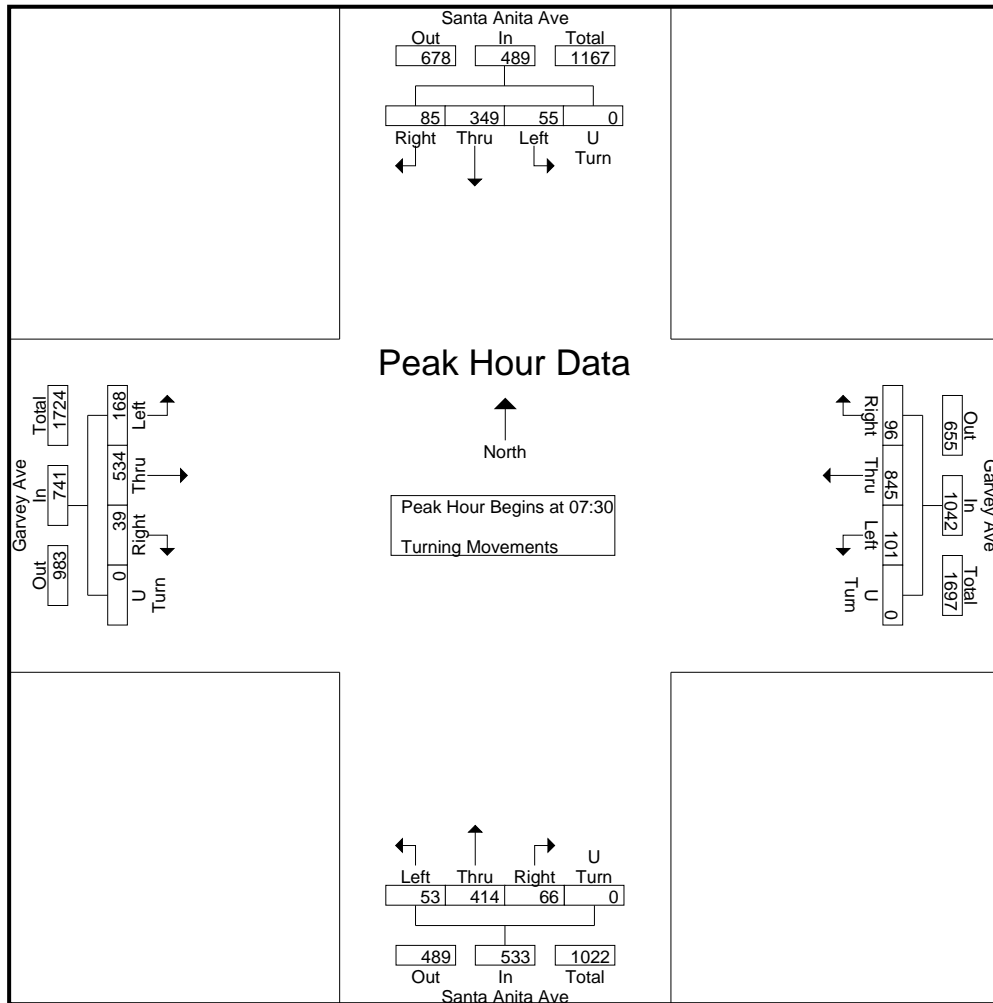 Santa Anita Ave
Out In Total
678 489 1167
85 349 55 0
Right Thru Left U
Turn
Peak Hour Data
North
Peak Hour Begins at 07:30
Turning Movements
Garvey Ave
Total In Out
1724 741 983
168 534 39 0
Left Thru Right U
Turn
Garvey Ave
Out In Total
655 1042 1697
96 845 101 0
Right Thru Left U
Turn
U
Left Thru Right Turn
53 414 66 0
489 533 1022
Out In Total
Santa Anita Ave